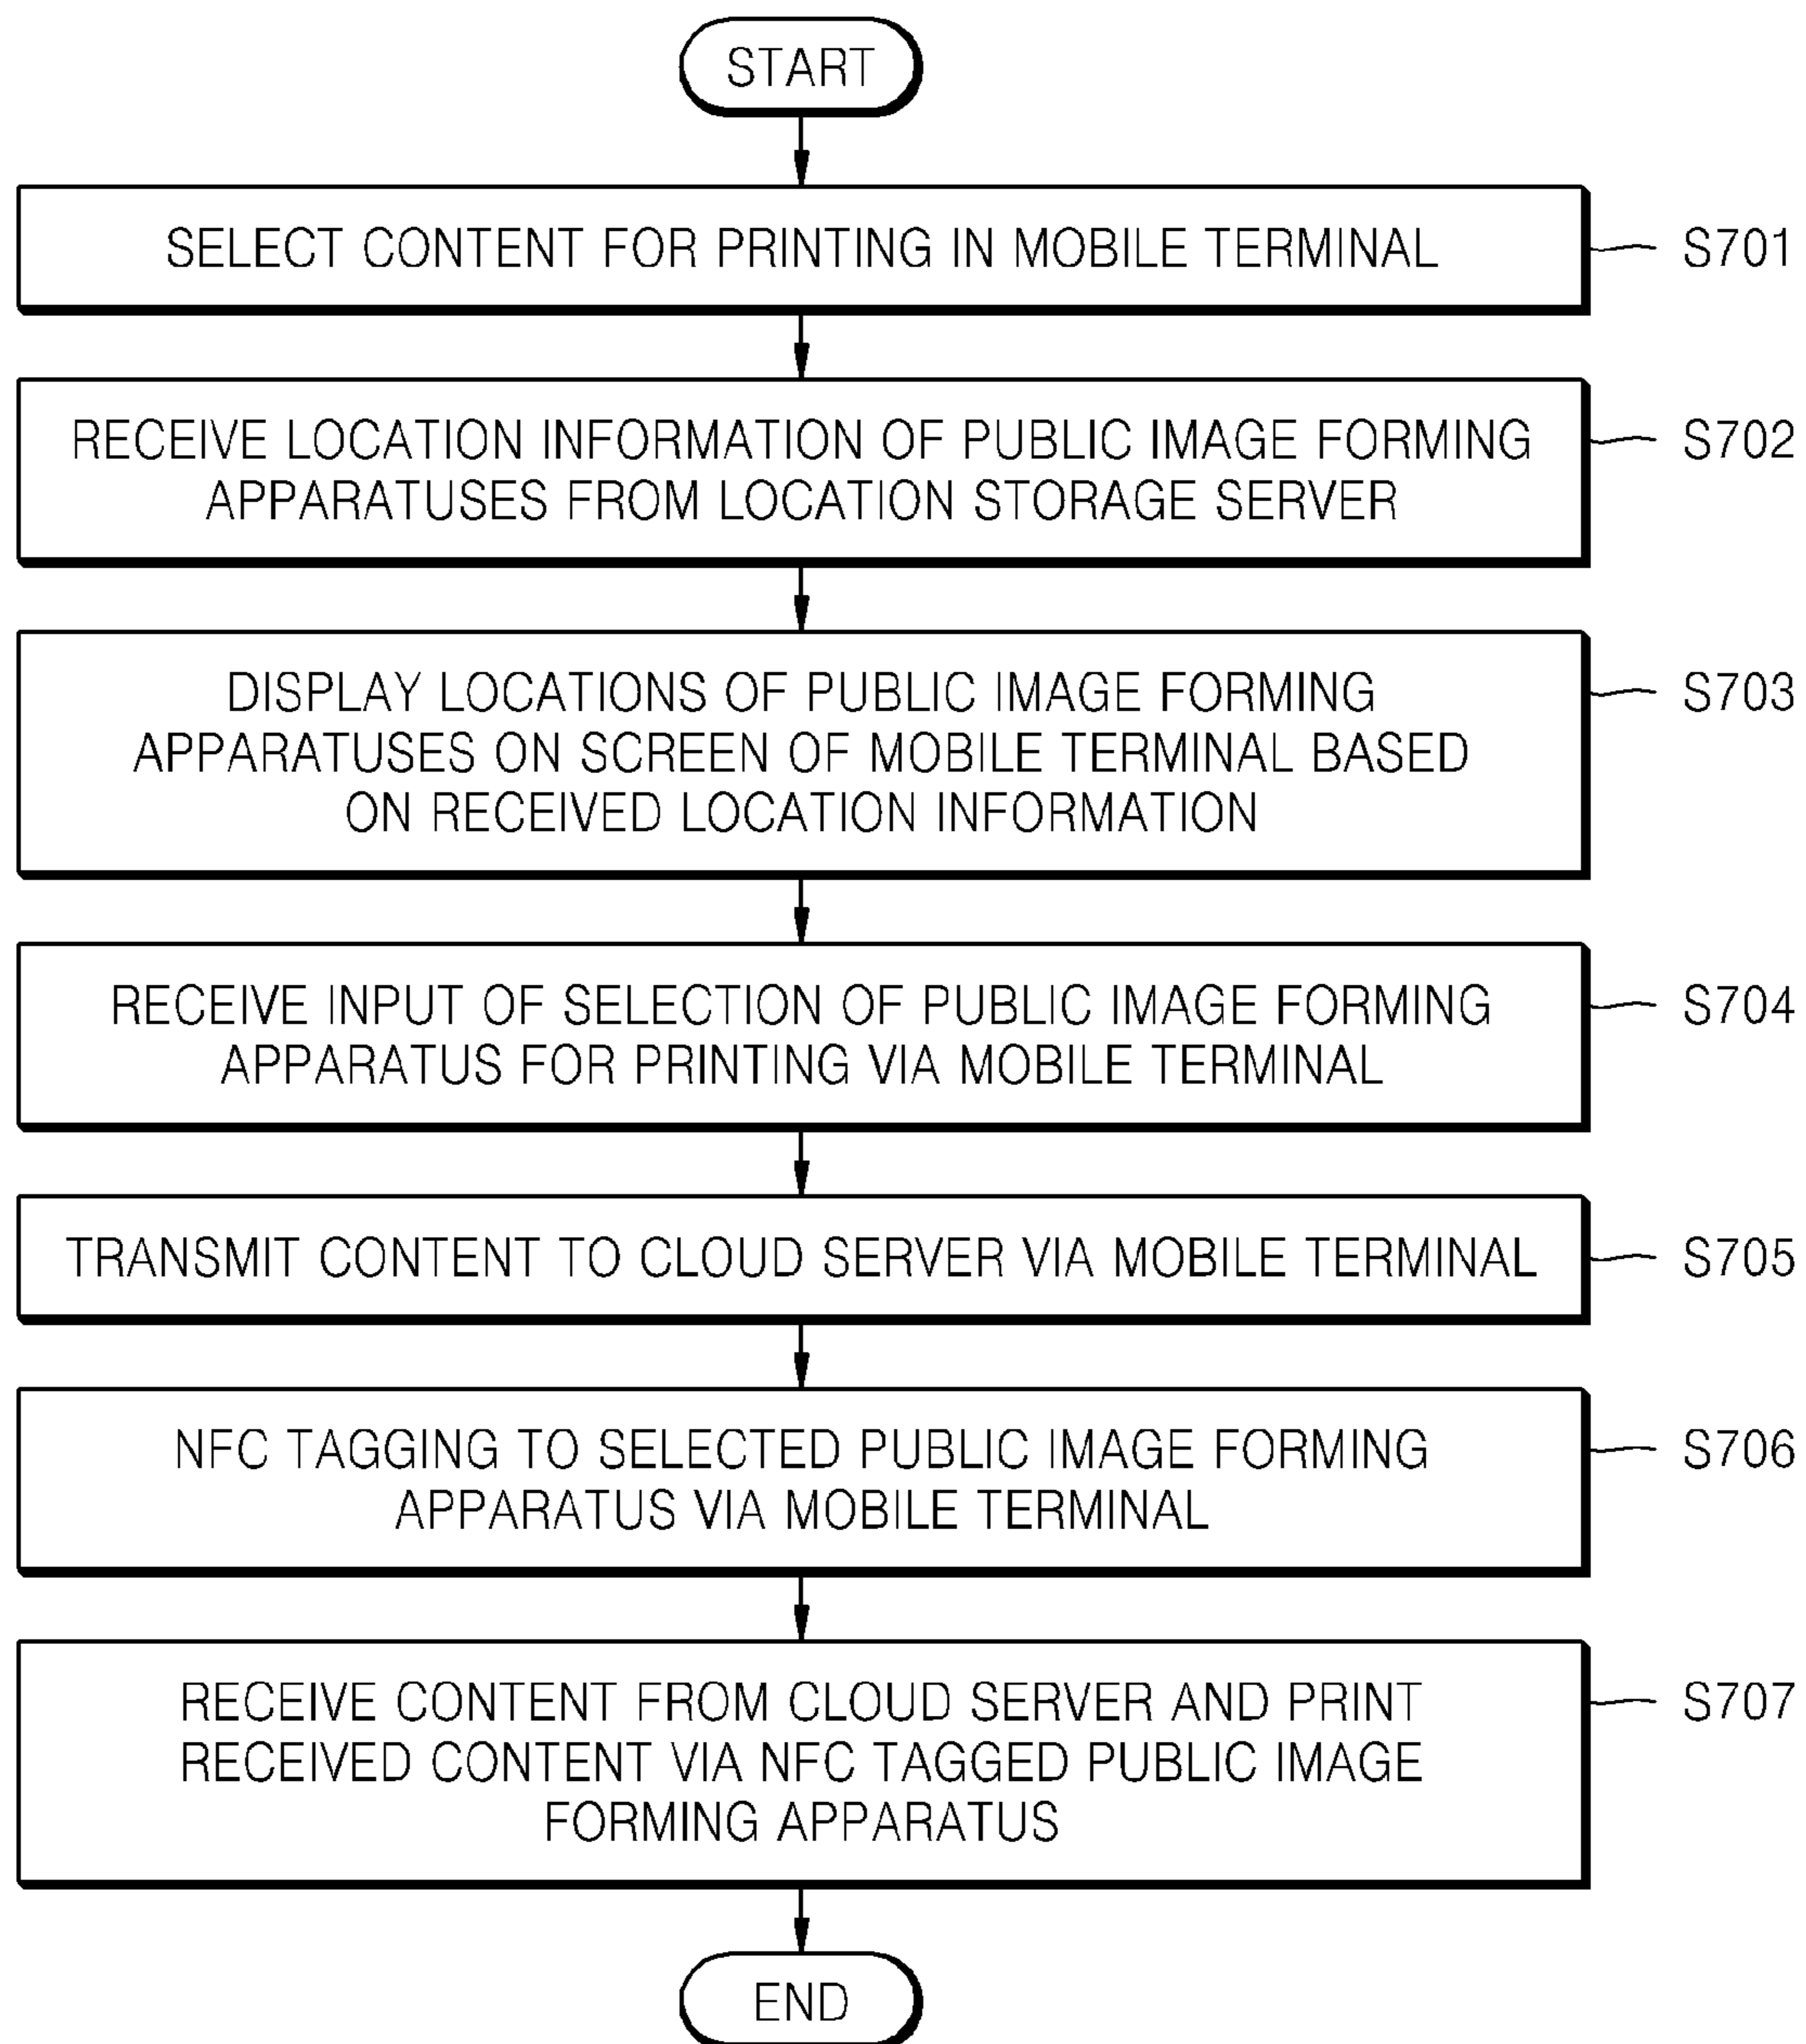 START
SELECT CONTENT FOR PRINTING IN MOBILE TERMINAL
S701
RECEIVE LOCATION INFORMATION OF PUBLIC IMAGE FORMING
APPARATUSES FROM LOCATION STORAGE SERVER
S702
DISPLAY LOCATIONS OF PUBLIC IMAGE FORMING
APPARATUSES ON SCREEN OF MOBILE TERMINAL BASED
ON RECEIVED LOCATION INFORMATION
S703
RECEIVE INPUT OF SELECTION OF PUBLIC IMAGE FORMING
APPARATUS FOR PRINTING VIA MOBILE TERMINAL
S704
TRANSMIT CONTENT TO CLOUD SERVER VIA MOBILE TERMINAL
S705
NFC TAGGING TO SELECTED PUBLIC IMAGE FORMING
APPARATUS VIA MOBILE TERMINAL
S706
RECEIVE CONTENT FROM CLOUD SERVER AND PRINT
RECEIVED CONTENT VIA NFC TAGGED PUBLIC IMAGE
FORMING APPARATUS
S707
END